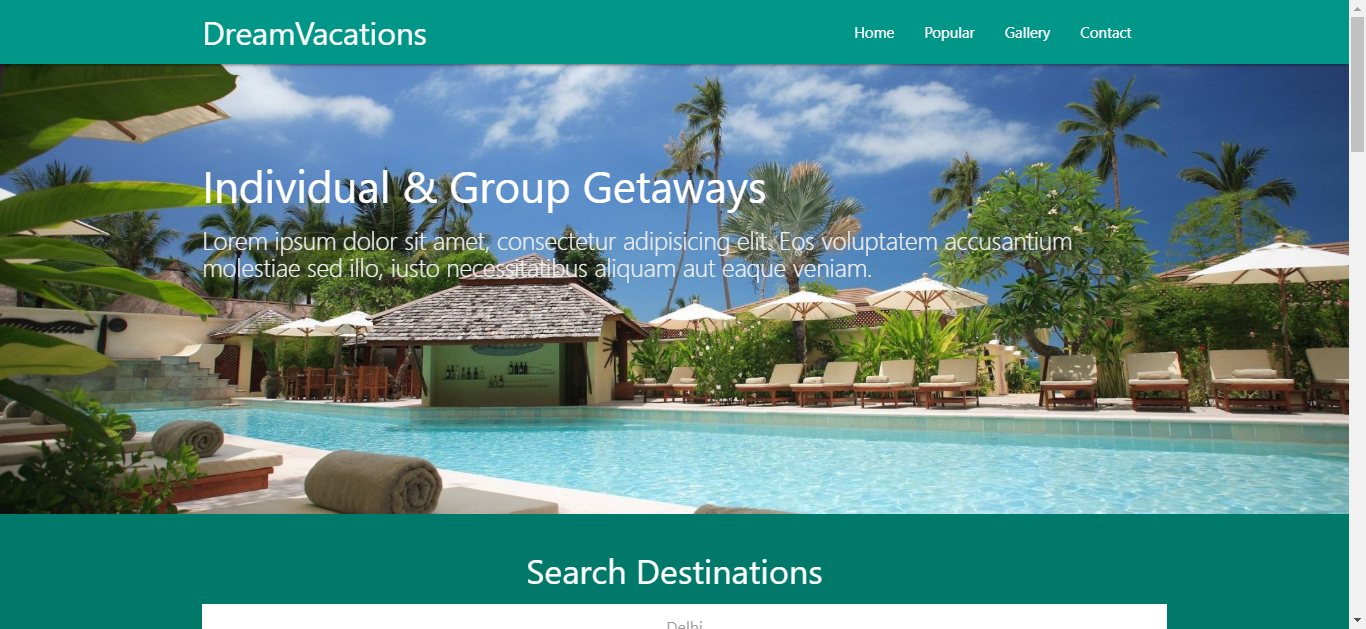 DreamVacations
Home Popular Gallery Contact
Individual & Group Getaways
Lorem ipsum dolor sit amet, consectetur adipisicing elit. Eos voluptatem accusantium
molestiae sed illo, iusto necessitatibus aliquam aut eaque veniam.
Search Destinations
Delhi